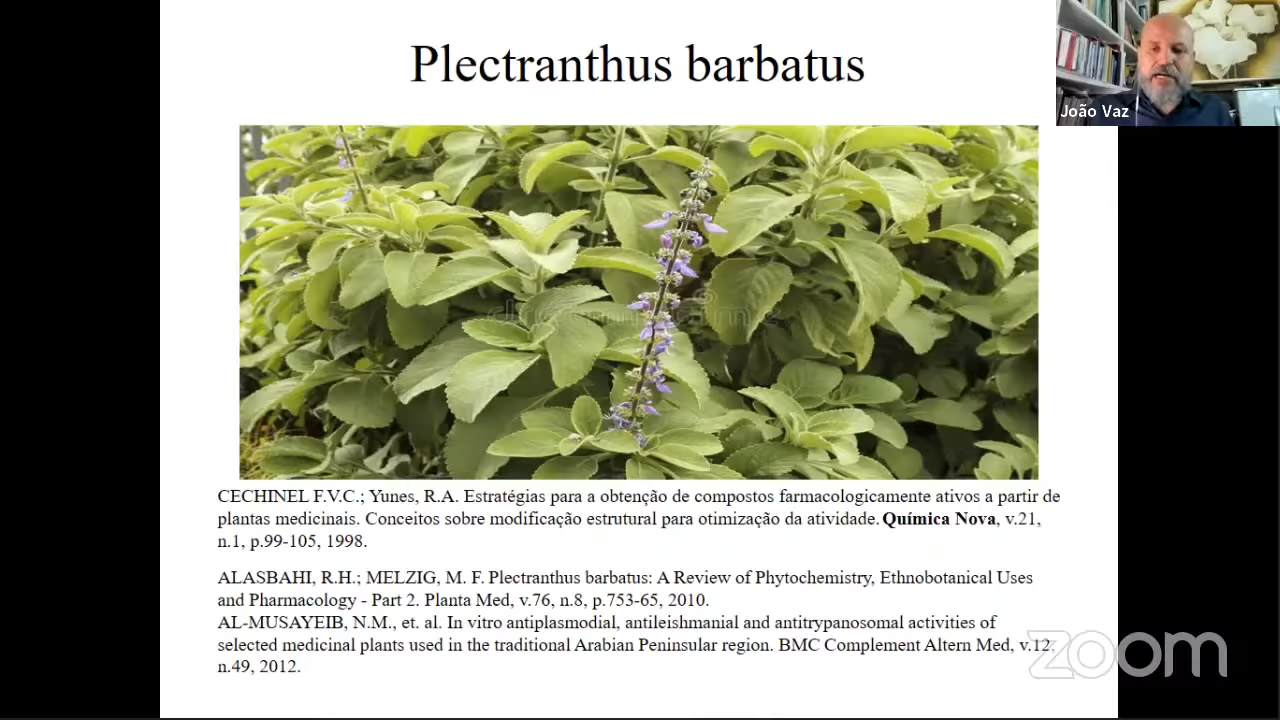 Plectranthus barbatus
João Vaz
CECHINEL F.V.C.; Yunes, R.A. Estratégias para a obtenção de compostos farmacologicamente ativos a partir de
plantas medicinais. Conceitos sobre modificação estrutural para otimização da atividade. Química Nova, v.21,
n.1, p.99-105, 1998.
ALASBAHI, R.H.; MELZIG, M. F. Plectranthus barbatus: A Review of Phytochemistry, Ethnobotanical Uses
and Pharmacology - Part 2. Planta Med, v.76, n.8, p.753-65, 2010.
AL-MUSAYEIB, N.M., et. al. In vitro antiplasmodial, antileishmanial and antitrypanosomal activities of
selected medicinal plants used in the traditional Arabian Peninsular region. BMC Complement Altern Med, v.12,
n.49, 2012.
zoom